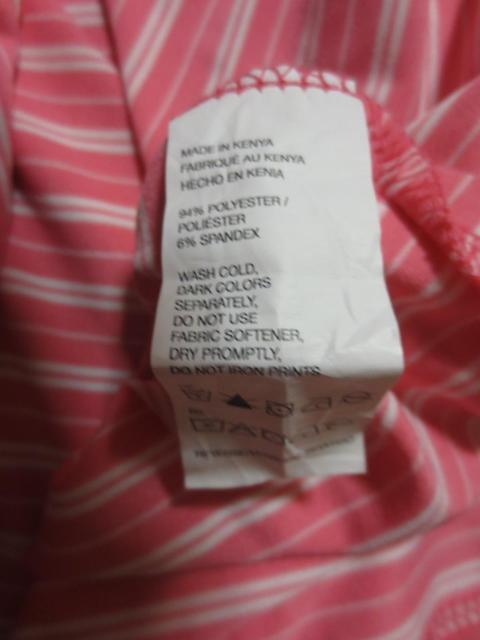 MADE IN KENYA
FABRIQUÉ AU KENYA
HECHO EN KENIA
94% POLYESTER /
POLIÉSTER
6% SPANDEX
WASH COLD,
DARK COLORS
SEPARATELY,
DO NOT USE
FABRIC SOFTENER,
DRY PROMPTLY,
DO NOT IRON PRINTS